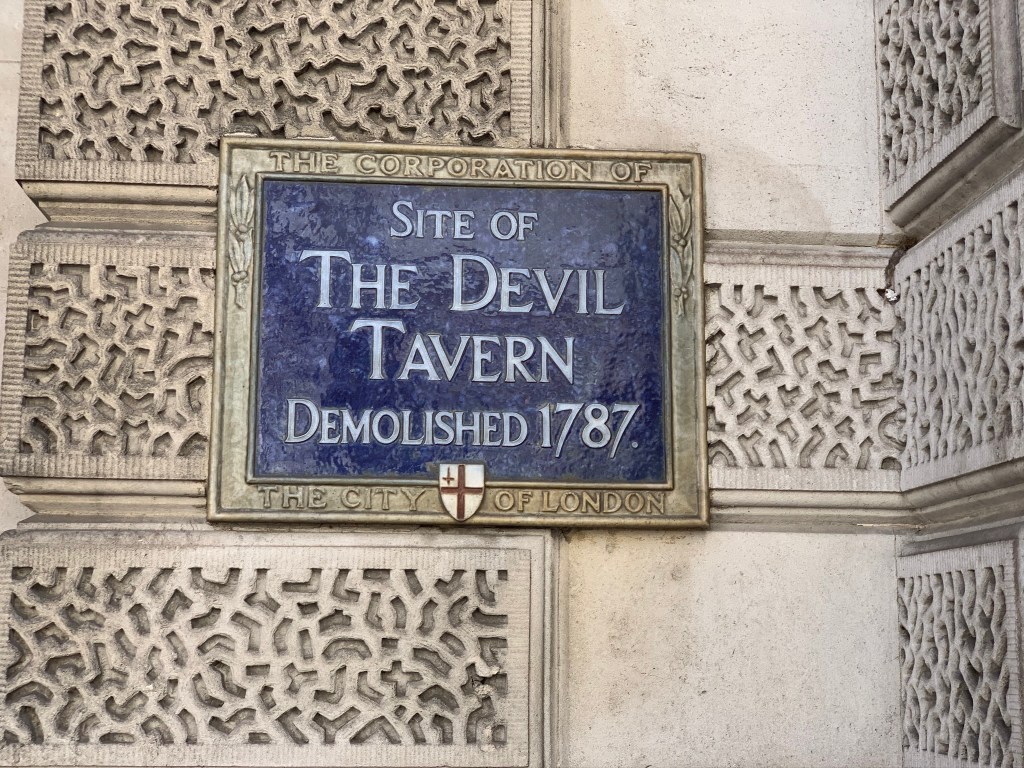 THE CORPORATION OF
SITE OF
THE DEVIL
TAVERN
DEMOLISHED 1787.
THE CITY OF LONDON